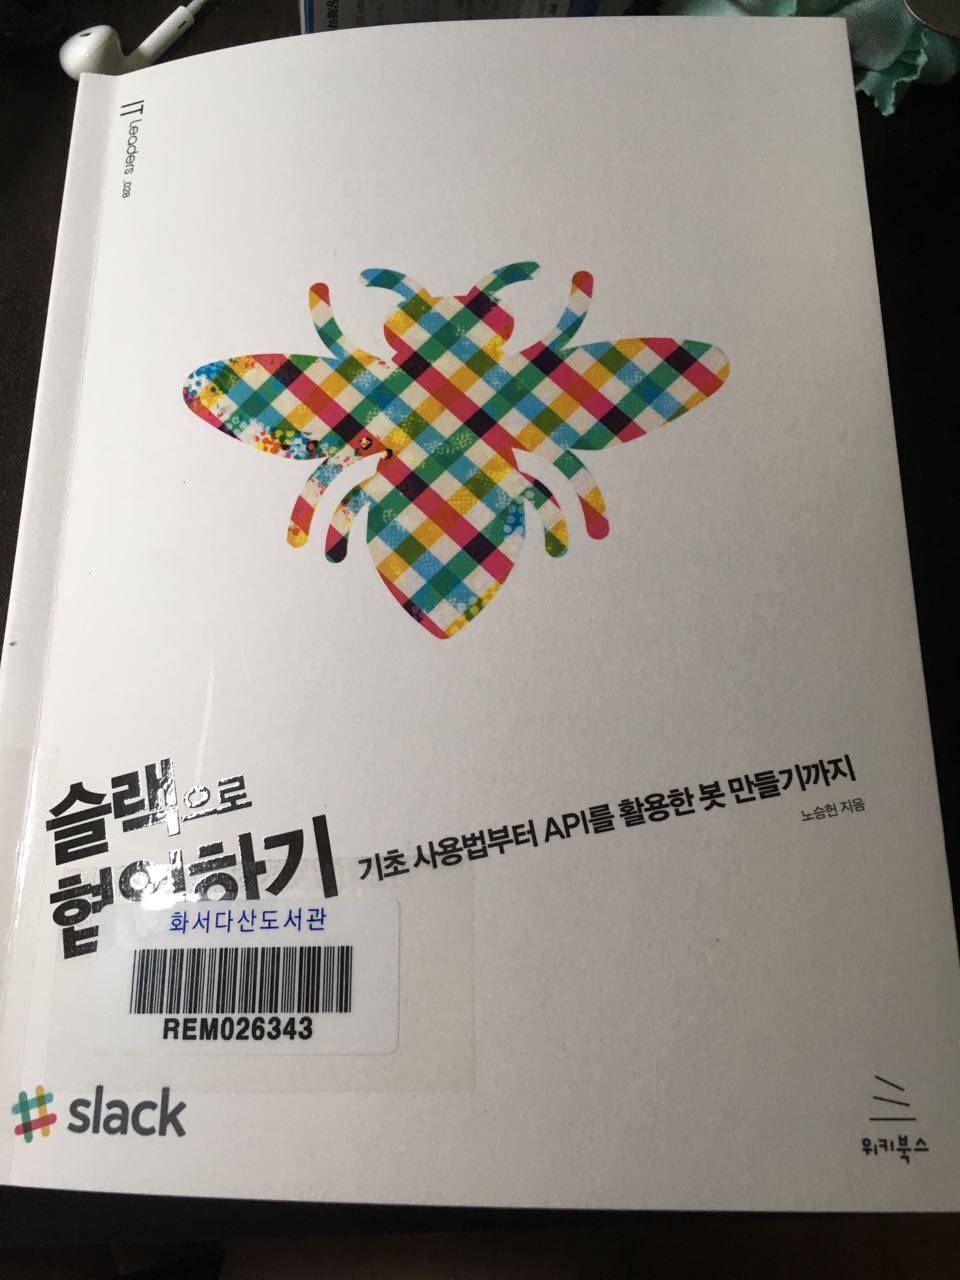 IT Leaders _028
슬랙으로
협업하기
기초 사용법부터 API를 활용한 봇 만들기까지
노승헌 지음
화서다산도서관
REM026343
slack
위키북스